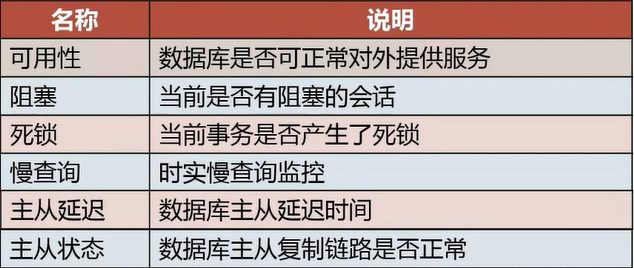 名称 说明
可用性 数据库是否可正常对外提供服务
阻塞 当前是否有阻塞的会话
死锁 当前事务是否产生了死锁
慢查询 时实慢查询监控
主从延迟 数据库主从延迟时间
主从状态 数据库主从复制链路是否正常